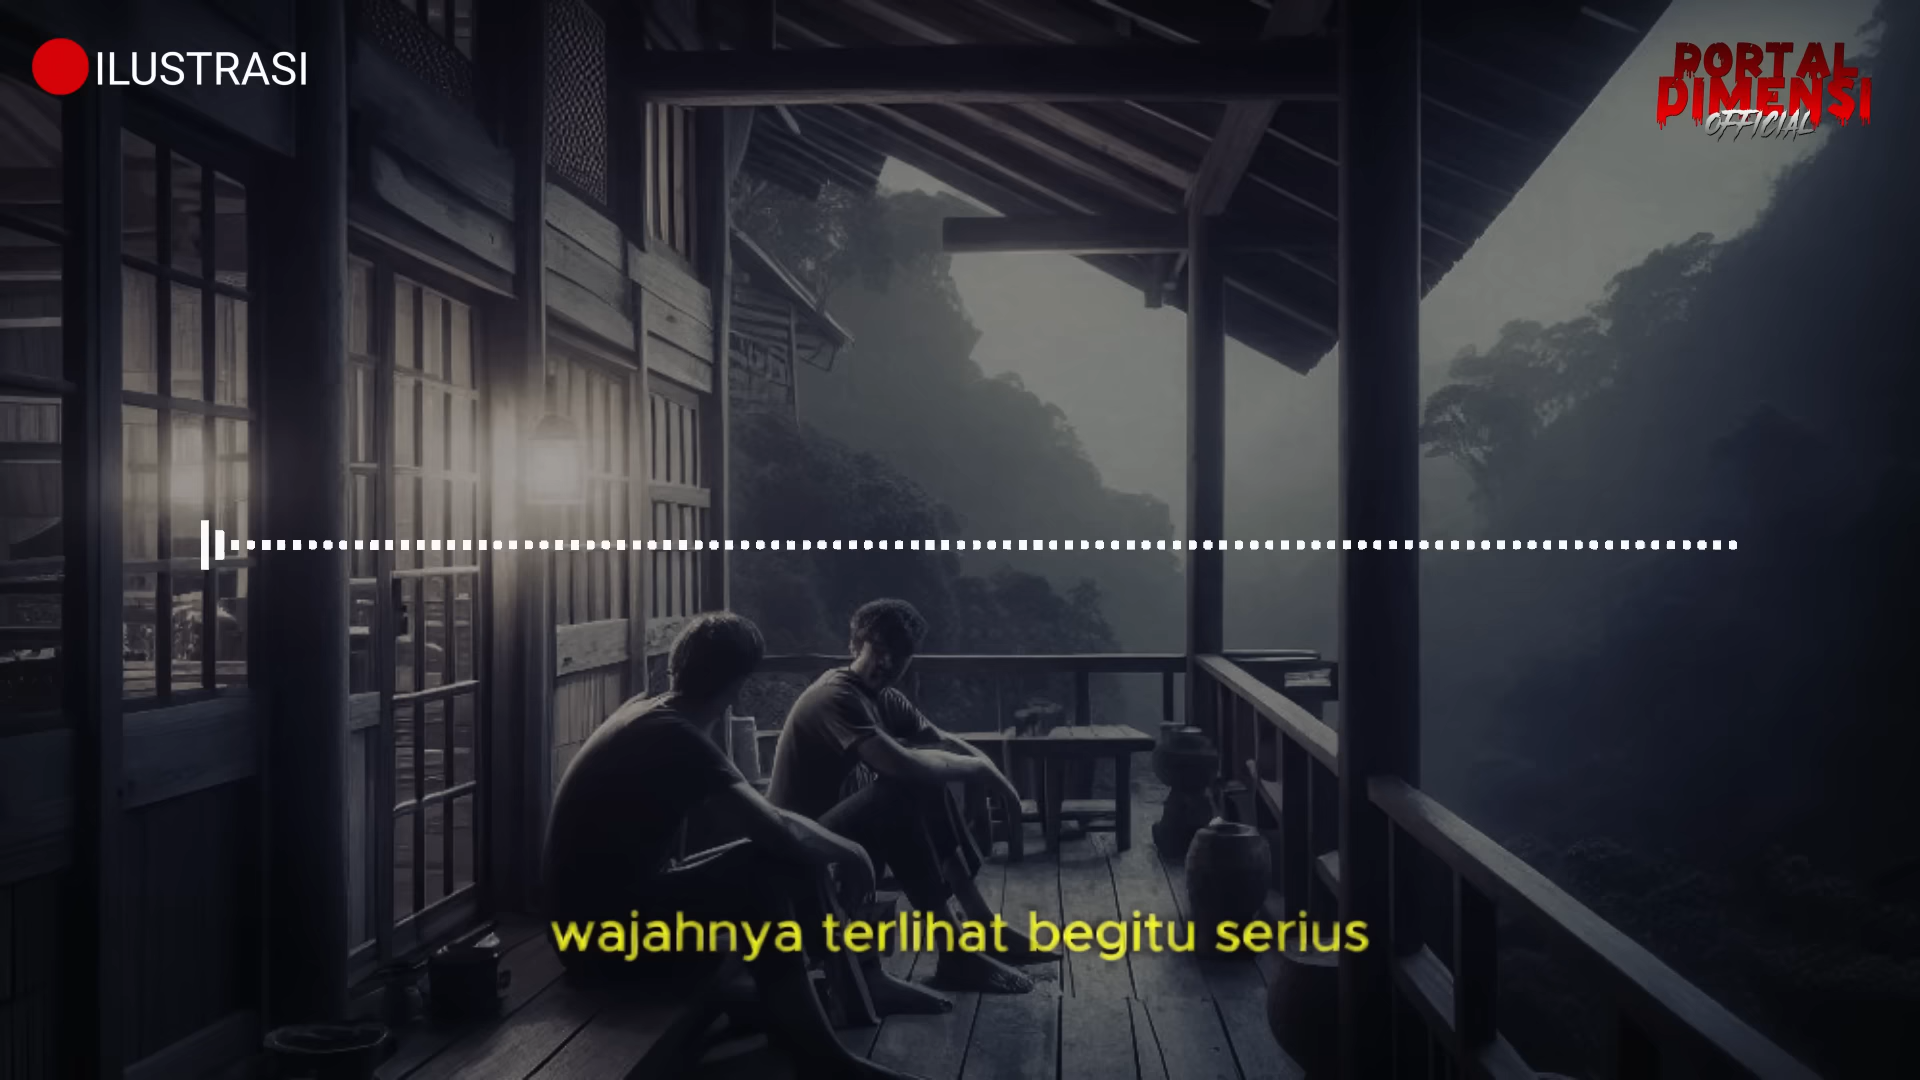 ILUSTRASI
PORTAL
DIMENSI
OFFICIAL
wajahnya terlihat begitu serius